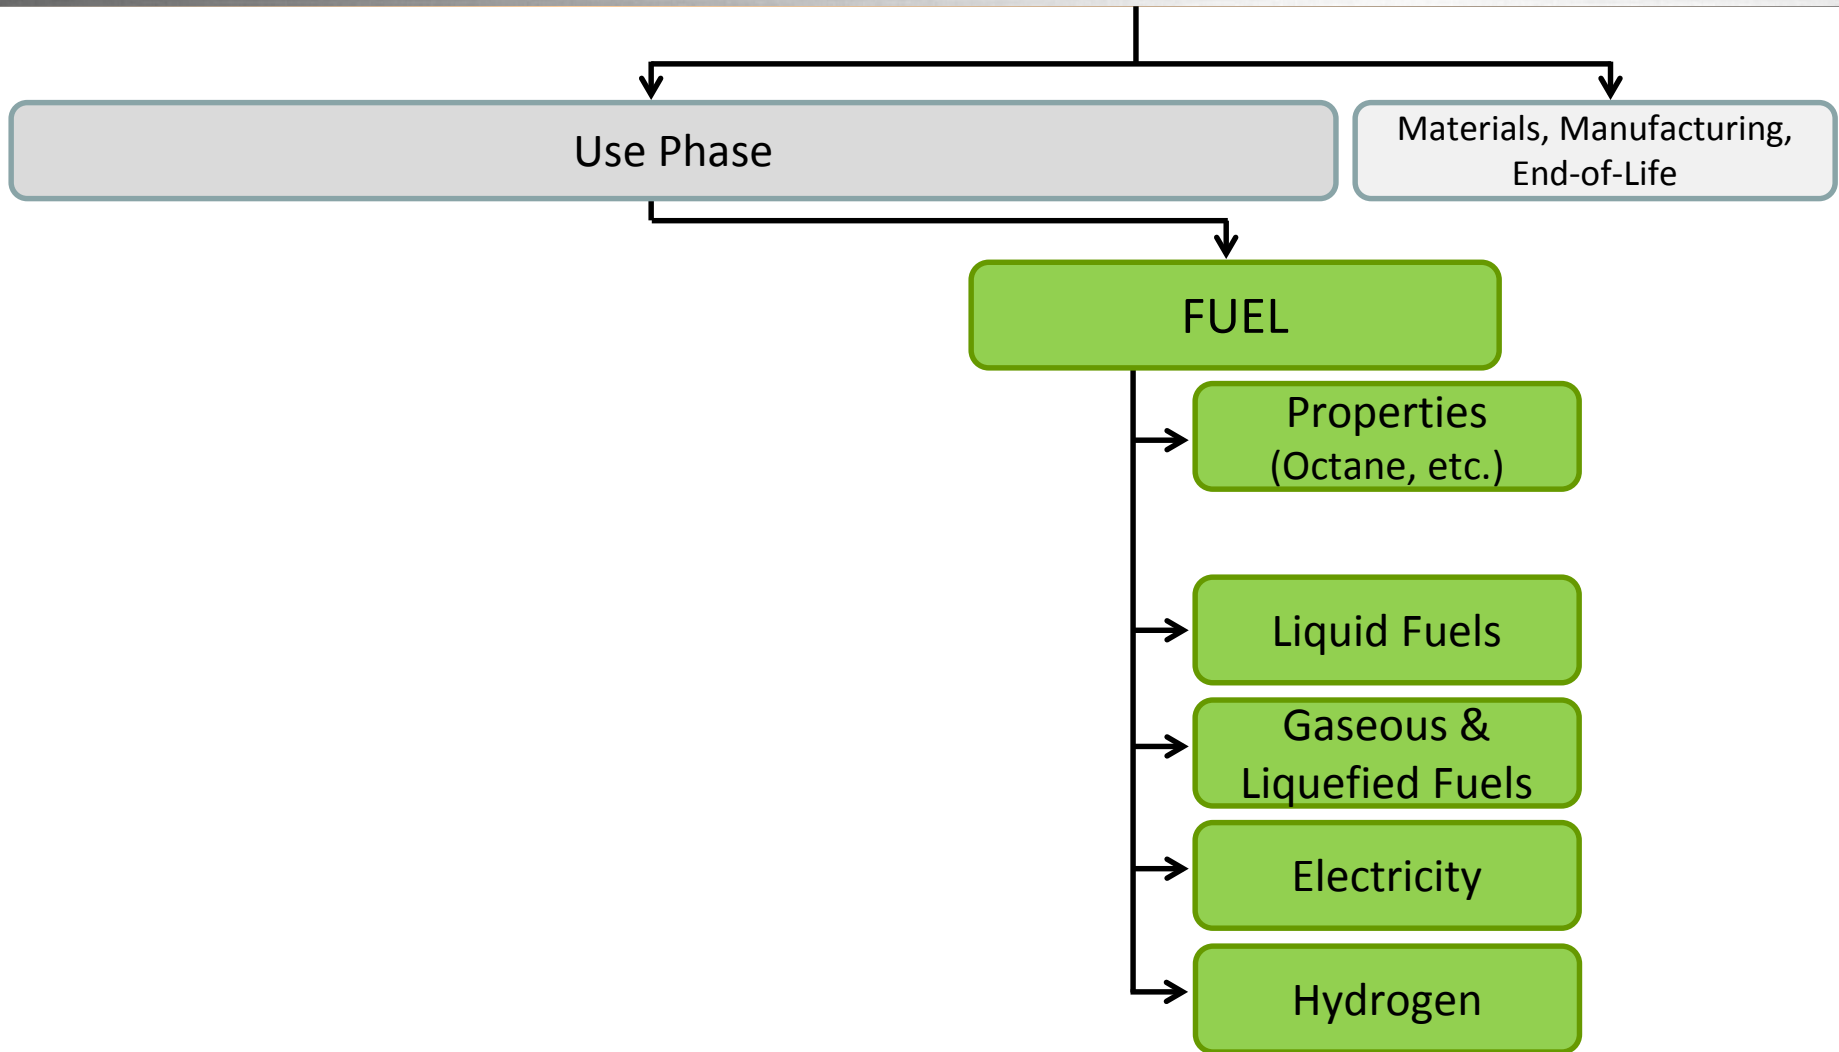 Use Phase
Materials, Manufacturing,
End-of-Life
FUEL
Properties
(Octane, etc.)
Liquid Fuels
Gaseous &
Liquefied Fuels
Electricity
Hydrogen